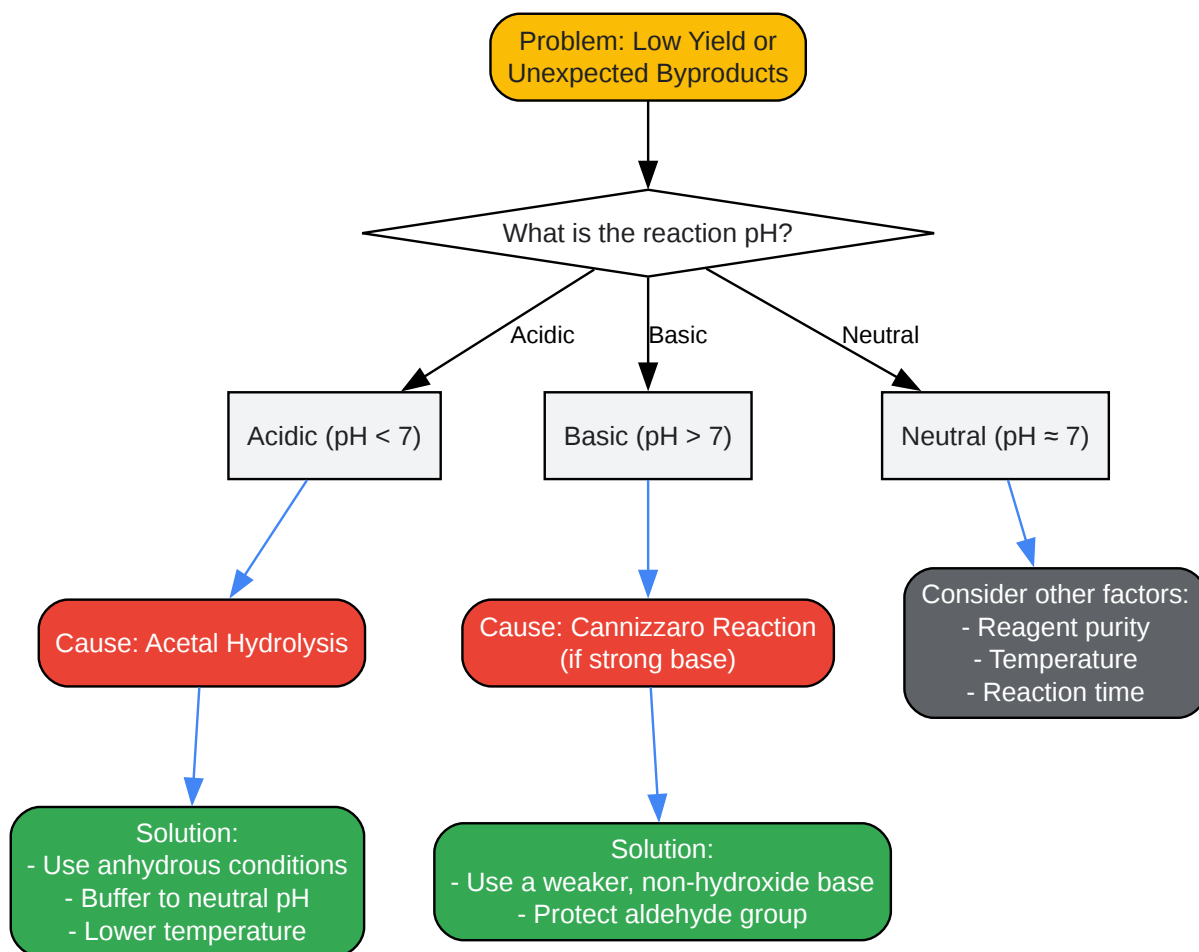 Problem: Low Yield or
Unexpected Byproducts
What is the reaction pH?
Acidic
Basic
Neutral
Acidic (pH < 7)
Basic (pH > 7)
Neutral (pH ≈ 7)
Cause: Acetal Hydrolysis
Cause: Cannizzaro Reaction
(if strong base)
Consider other factors:
- Reagent purity
- Temperature
- Reaction time
Solution:
- Use anhydrous conditions
- Buffer to neutral pH
- Lower temperature
Solution:
- Use a weaker, non-hydroxide base
- Protect aldehyde group